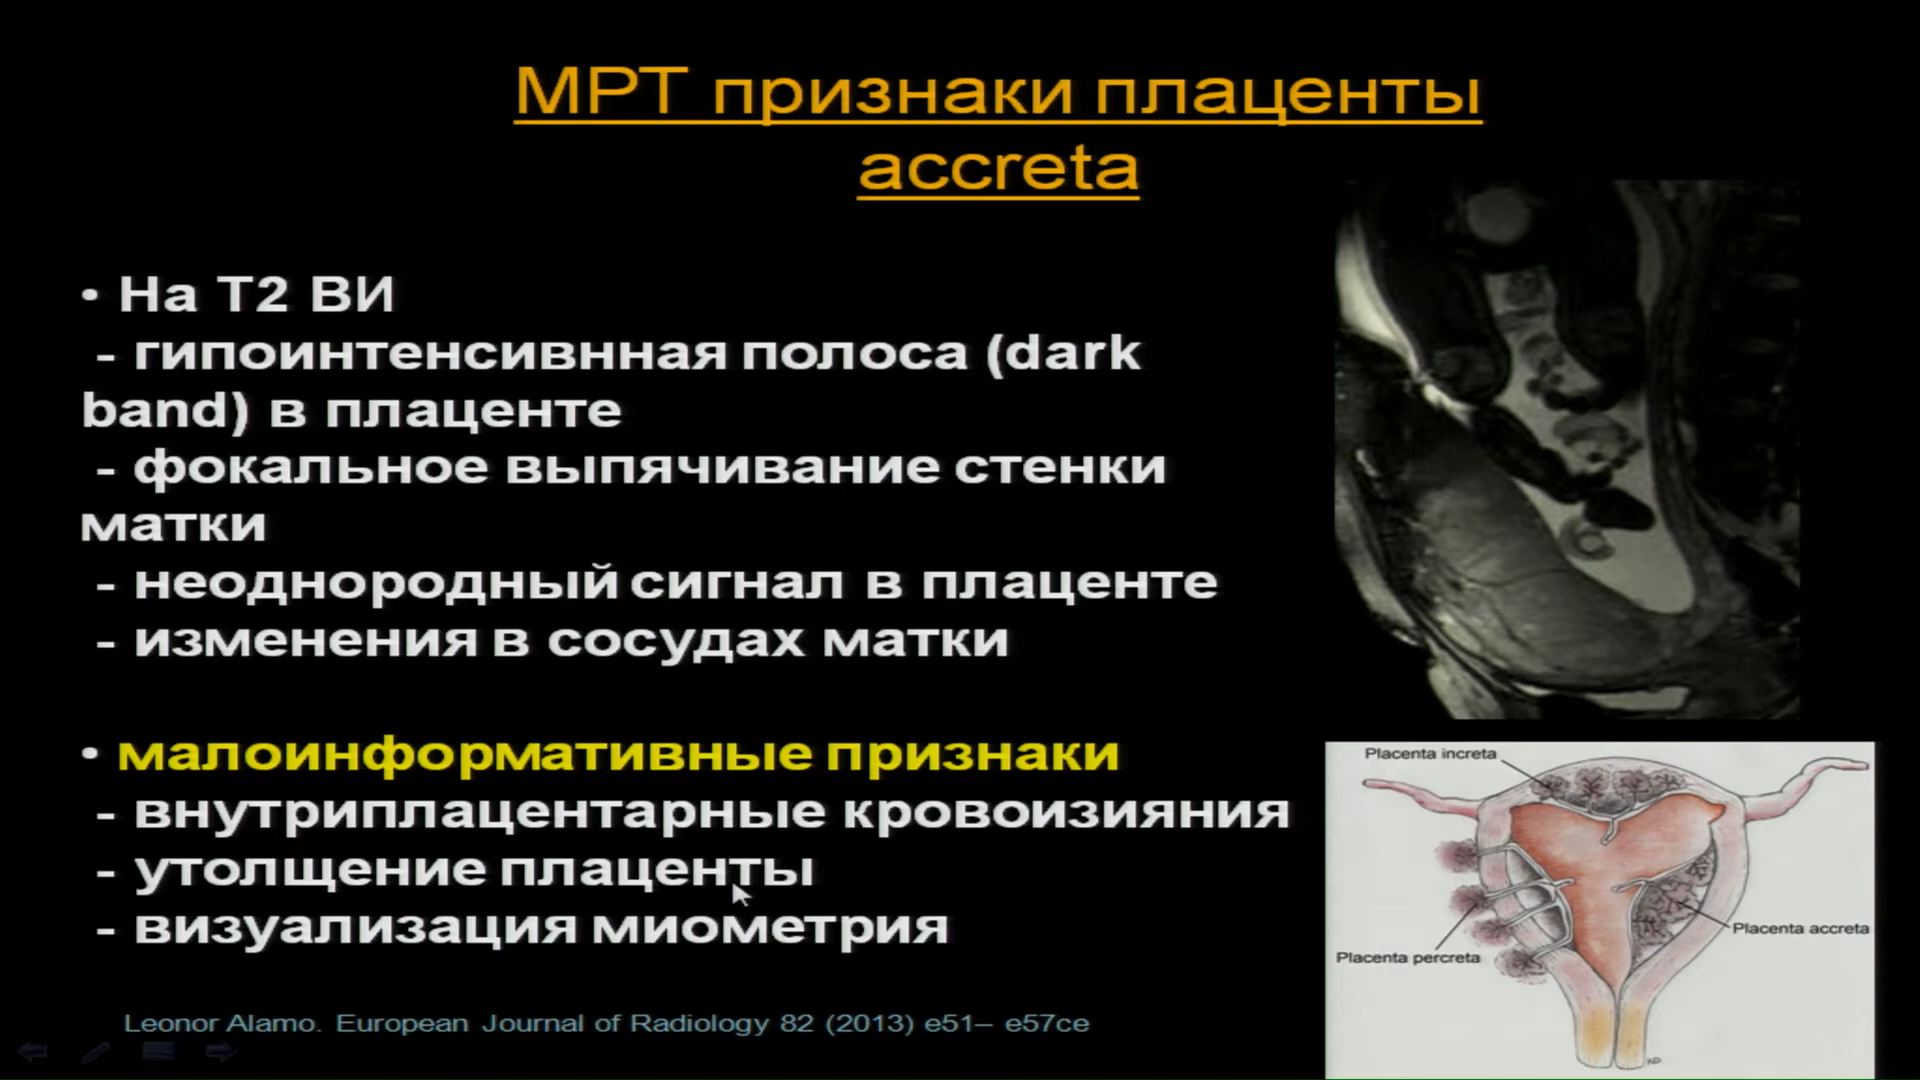 МРТ признаки плаценты
accreta
• На Т2 ВИ
- гипоинтенсивнная полоса (dark
band) в плаценте
- фокальное выпячивание стенки
матки
- неоднородный сигнал в плаценте
- изменения в сосудах матки
• малоинформативные признаки
- внутриплацентарные кровоизияния
- утолщение плаценты
- визуализация миометрия
Leonor Alamo. European Journal of Radiology 82 (2013) e51– e57ce
Placenta increta
Placenta accreta
Placenta percreta